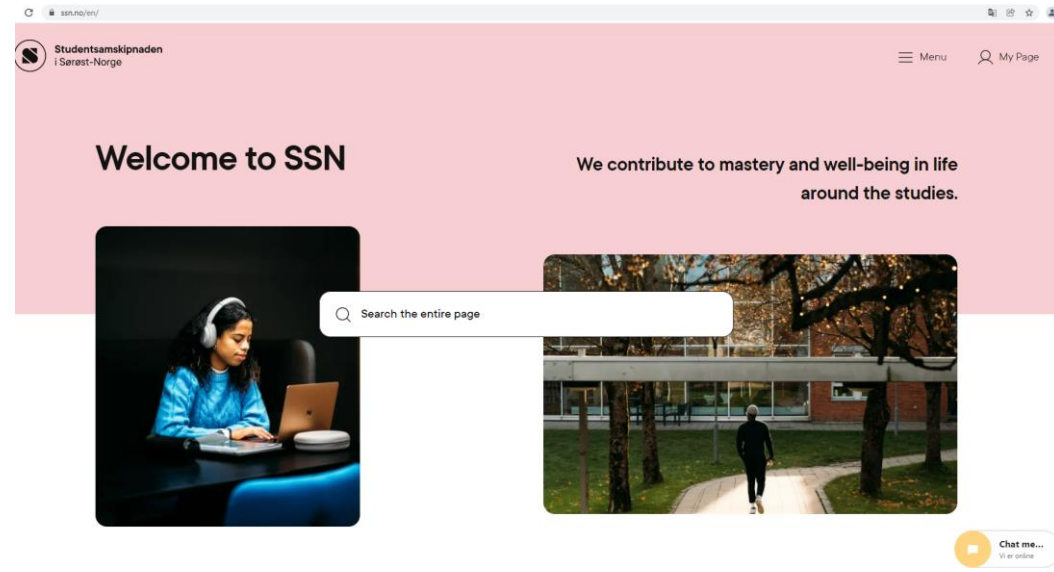 ssn.no/en/
Studentsamskipnaden
i Sørøst-Norge
Menu
My Page
Welcome to SSN
We contribute to mastery and well-being in life
around the studies.
Search the entire page
Chat me...
Vi er online